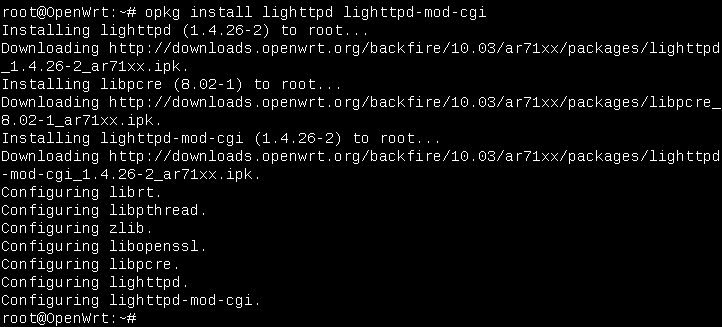 root@OpenWrt:~# opkg install lighttpd lighttpd-mod-cgi
Installing lighttpd (1.4.26-2) to root...
Downloading http://downloads.openwrt.org/backfire/10.03/ar71xx/packages/lighttpd
_1.4.26-2_ar71xx.ipk.
Installing libpcre (8.02-1) to root...
Downloading http://downloads.openwrt.org/backfire/10.03/ar71xx/packages/libpcre_
8.02-1_ar71xx.ipk.
Installing lighttpd-mod-cgi (1.4.26-2) to root...
Downloading http://downloads.openwrt.org/backfire/10.03/ar71xx/packages/lighttpd
-mod-cgi_1.4.26-2_ar71xx.ipk.
Configuring librt.
Configuring libpthread.
Configuring zlib.
Configuring libopenssl.
Configuring libpcre.
Configuring lighttpd.
Configuring lighttpd-mod-cgi.
root@OpenWrt:~#